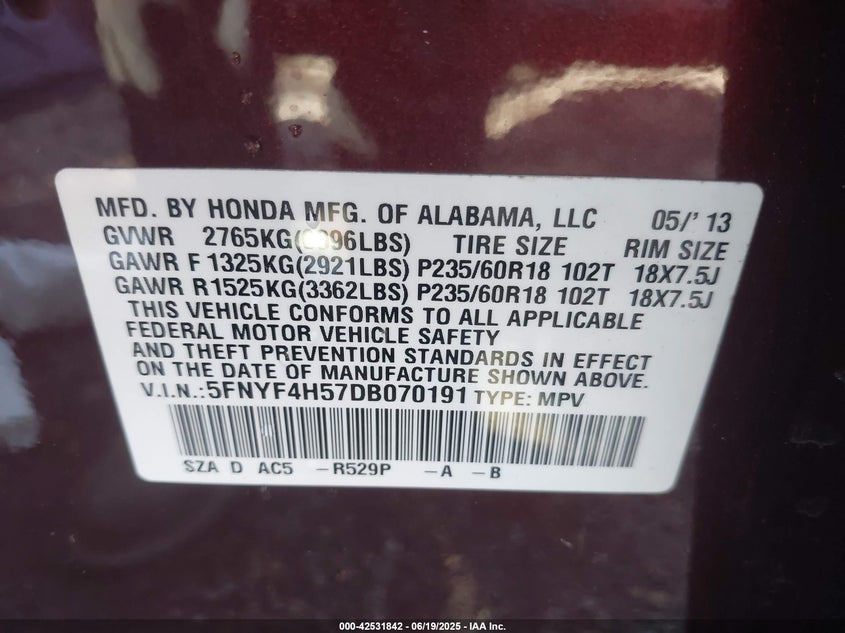 MFD. BY HONDA MFG. OF ALABAMA, LLC 05/'13
GVWR 2765KG( 96LBS) TIRE SIZE RIM SIZE
GAWR F 1325KG(2921LBS) P235/60R18 102T 18X7.5J
GAWR R 1525KG(3362LBS) P235/60R18 102T 18X7.5J
THIS VEHICLE CONFORMS TO ALL APPLICABLE
FEDERAL MOTOR VEHICLE SAFETY
AND THEFT PREVENTION STANDARDS IN EFFECT
ON THE DATE OF MANUFACTURE SHOWN ABOVE.
V.I.N.:5FNYF4H57DB070191 TYPE: MPV
SZA D AC5 –R529P –A –B
000-42531842 / 06/19/2025 - IAA Inc.